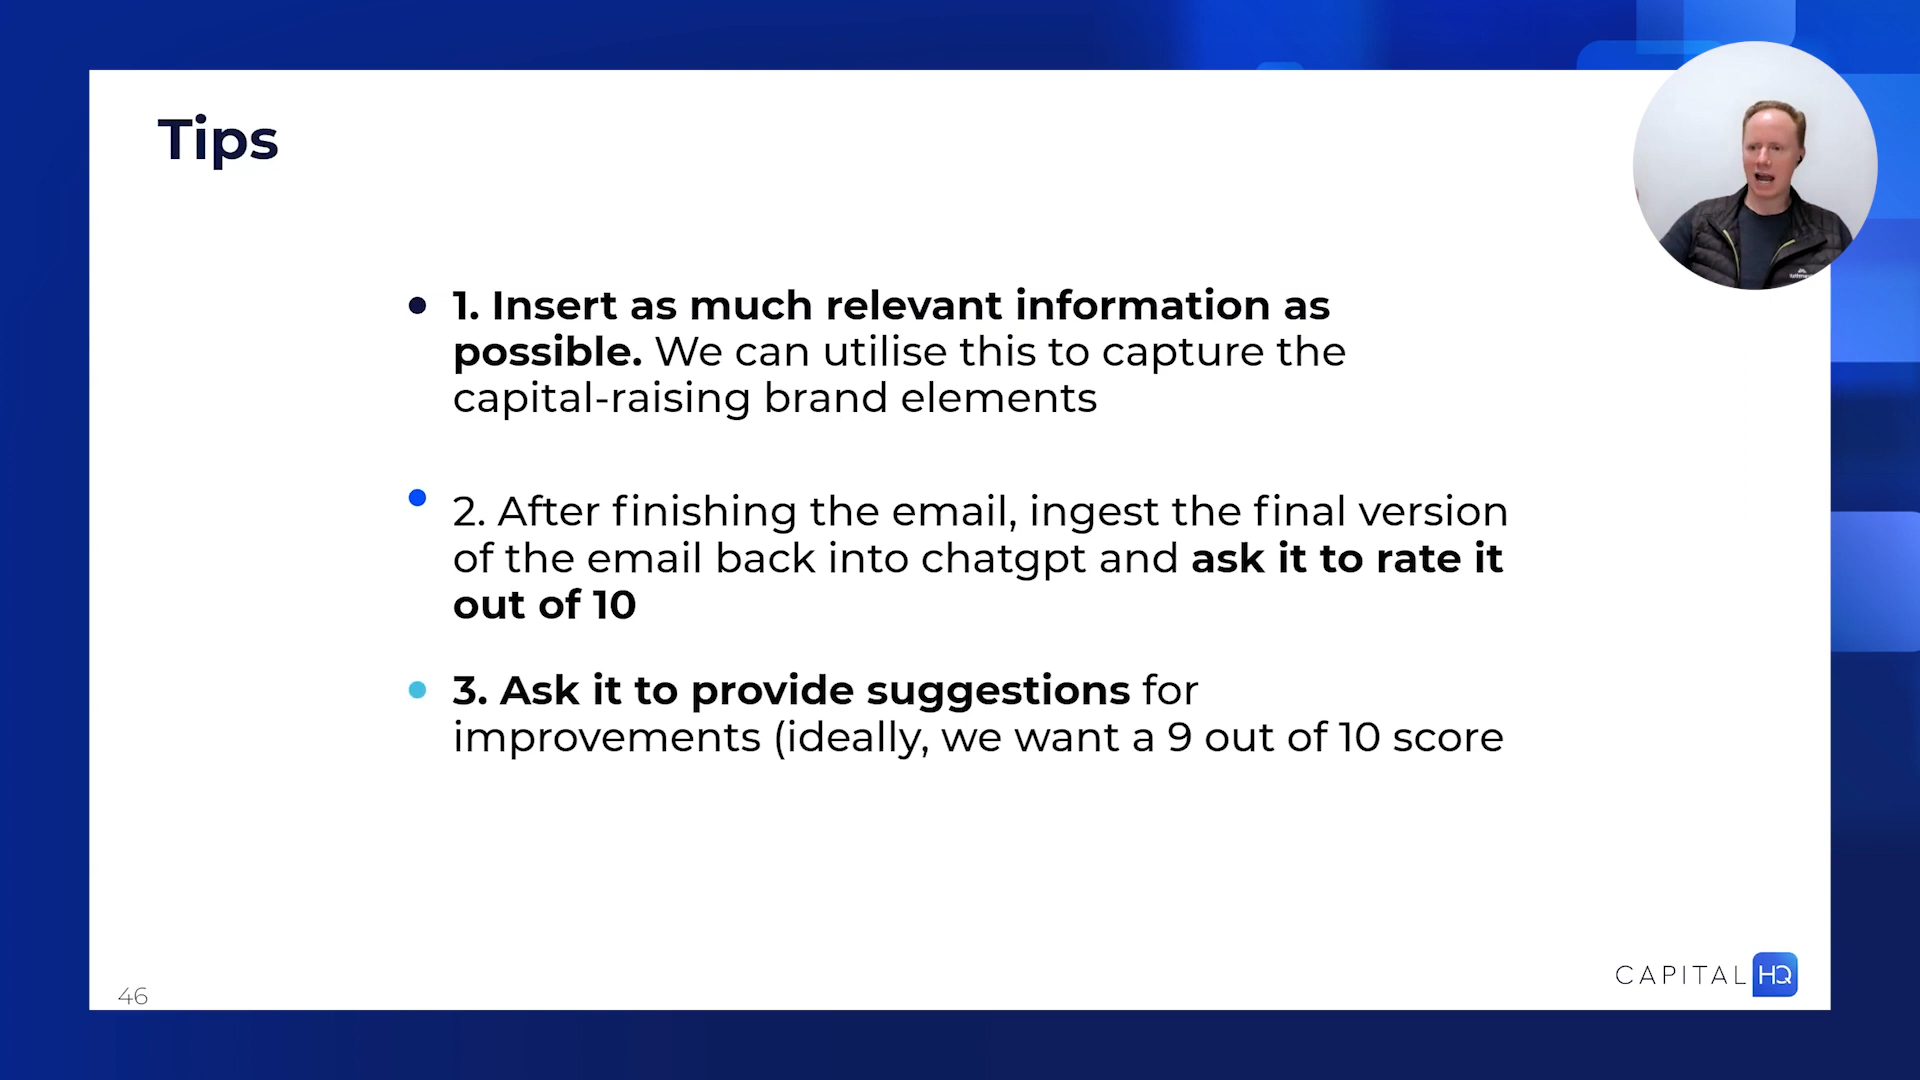 Tips
• 1. Insert as much relevant information as
possible. We can utilise this to capture the
capital-raising brand elements
• 2. After finishing the email, ingest the final version
of the email back into chatgpt and ask it to rate it
out of 10
• 3. Ask it to provide suggestions for
improvements (ideally, we want a 9 out of 10 score
46
CAPITAL HQ